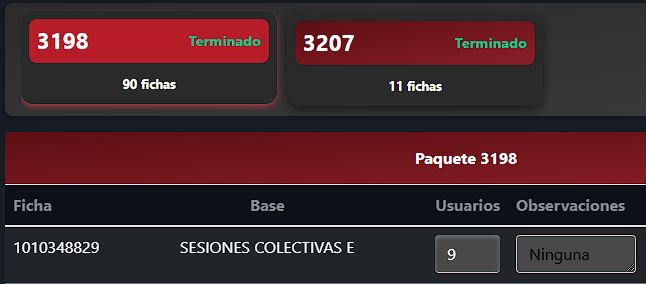 3198 Terminado
90 fichas
3207 Terminado
11 fichas
Paquete 3198
Ficha Base Usuarios Observaciones
1010348829 SESIONES COLECTIVAS E 9 Ninguna